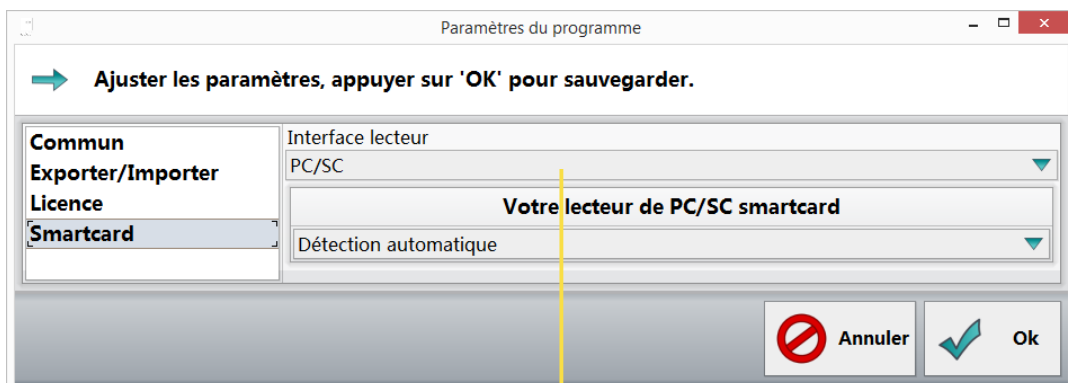 Paramètres du programme
Ajuster les paramètres, appuyer sur 'OK' pour sauvegarder.
Commun
Exporter/Importer
Licence
Smartcard
Interface lecteur
PC/SC
Votre lecteur de PC/SC smartcard
Détection automatique
Annuler
Ok